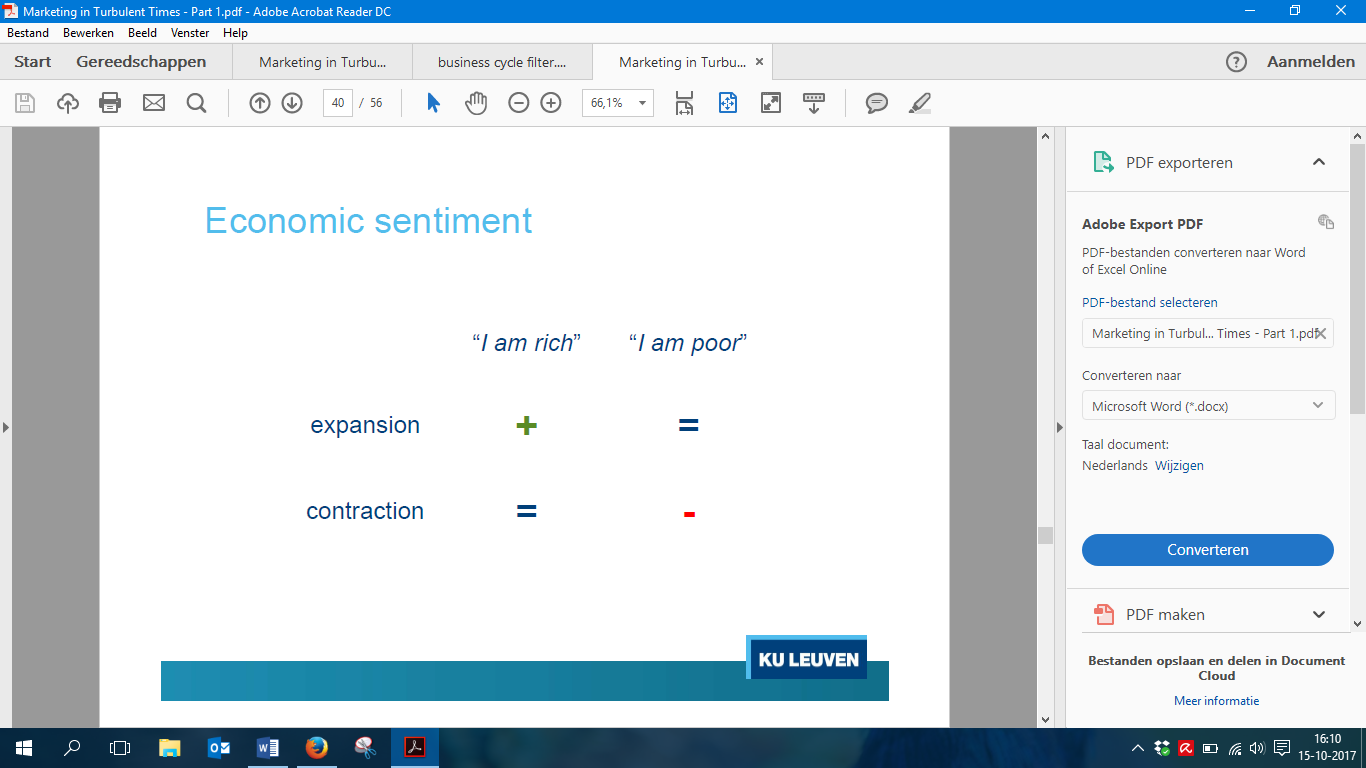 Marketing in Turbulent Times - Part 1.pdf - Adobe Acrobat Reader DC
Bestand Bewerken Beeld Venster Help
Start Gereedschappen Marketing in Turbu... business cycle filter.... Marketing in Turbu... × Aanmelden
40 / 56 66,1%
Economic sentiment
“I am rich” “I am poor”
expansion + =
contraction = -
KU LEUVEN
PDF exporteren
Adobe Export PDF
PDF-bestanden converteren naar Word
of Excel Online
PDF-bestand selecteren
Marketing in Turbul... Times - Part 1.pdf
Converteren naar
Microsoft Word (*.docx)
Taal document:
Nederlands Wijzigen
Converteren
PDF maken
Bestanden opslaan en delen in Document
Cloud
Meer informatie
16:10
15-10-2017